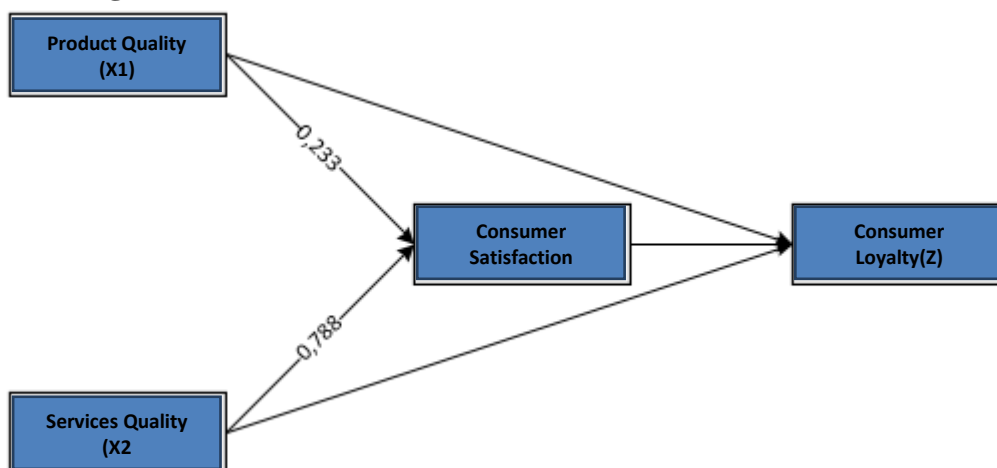 Product Quality
(X1)
0,233
Consumer
Satisfaction
Consumer
Loyalty(Z)
0,788
Services Quality
(X2